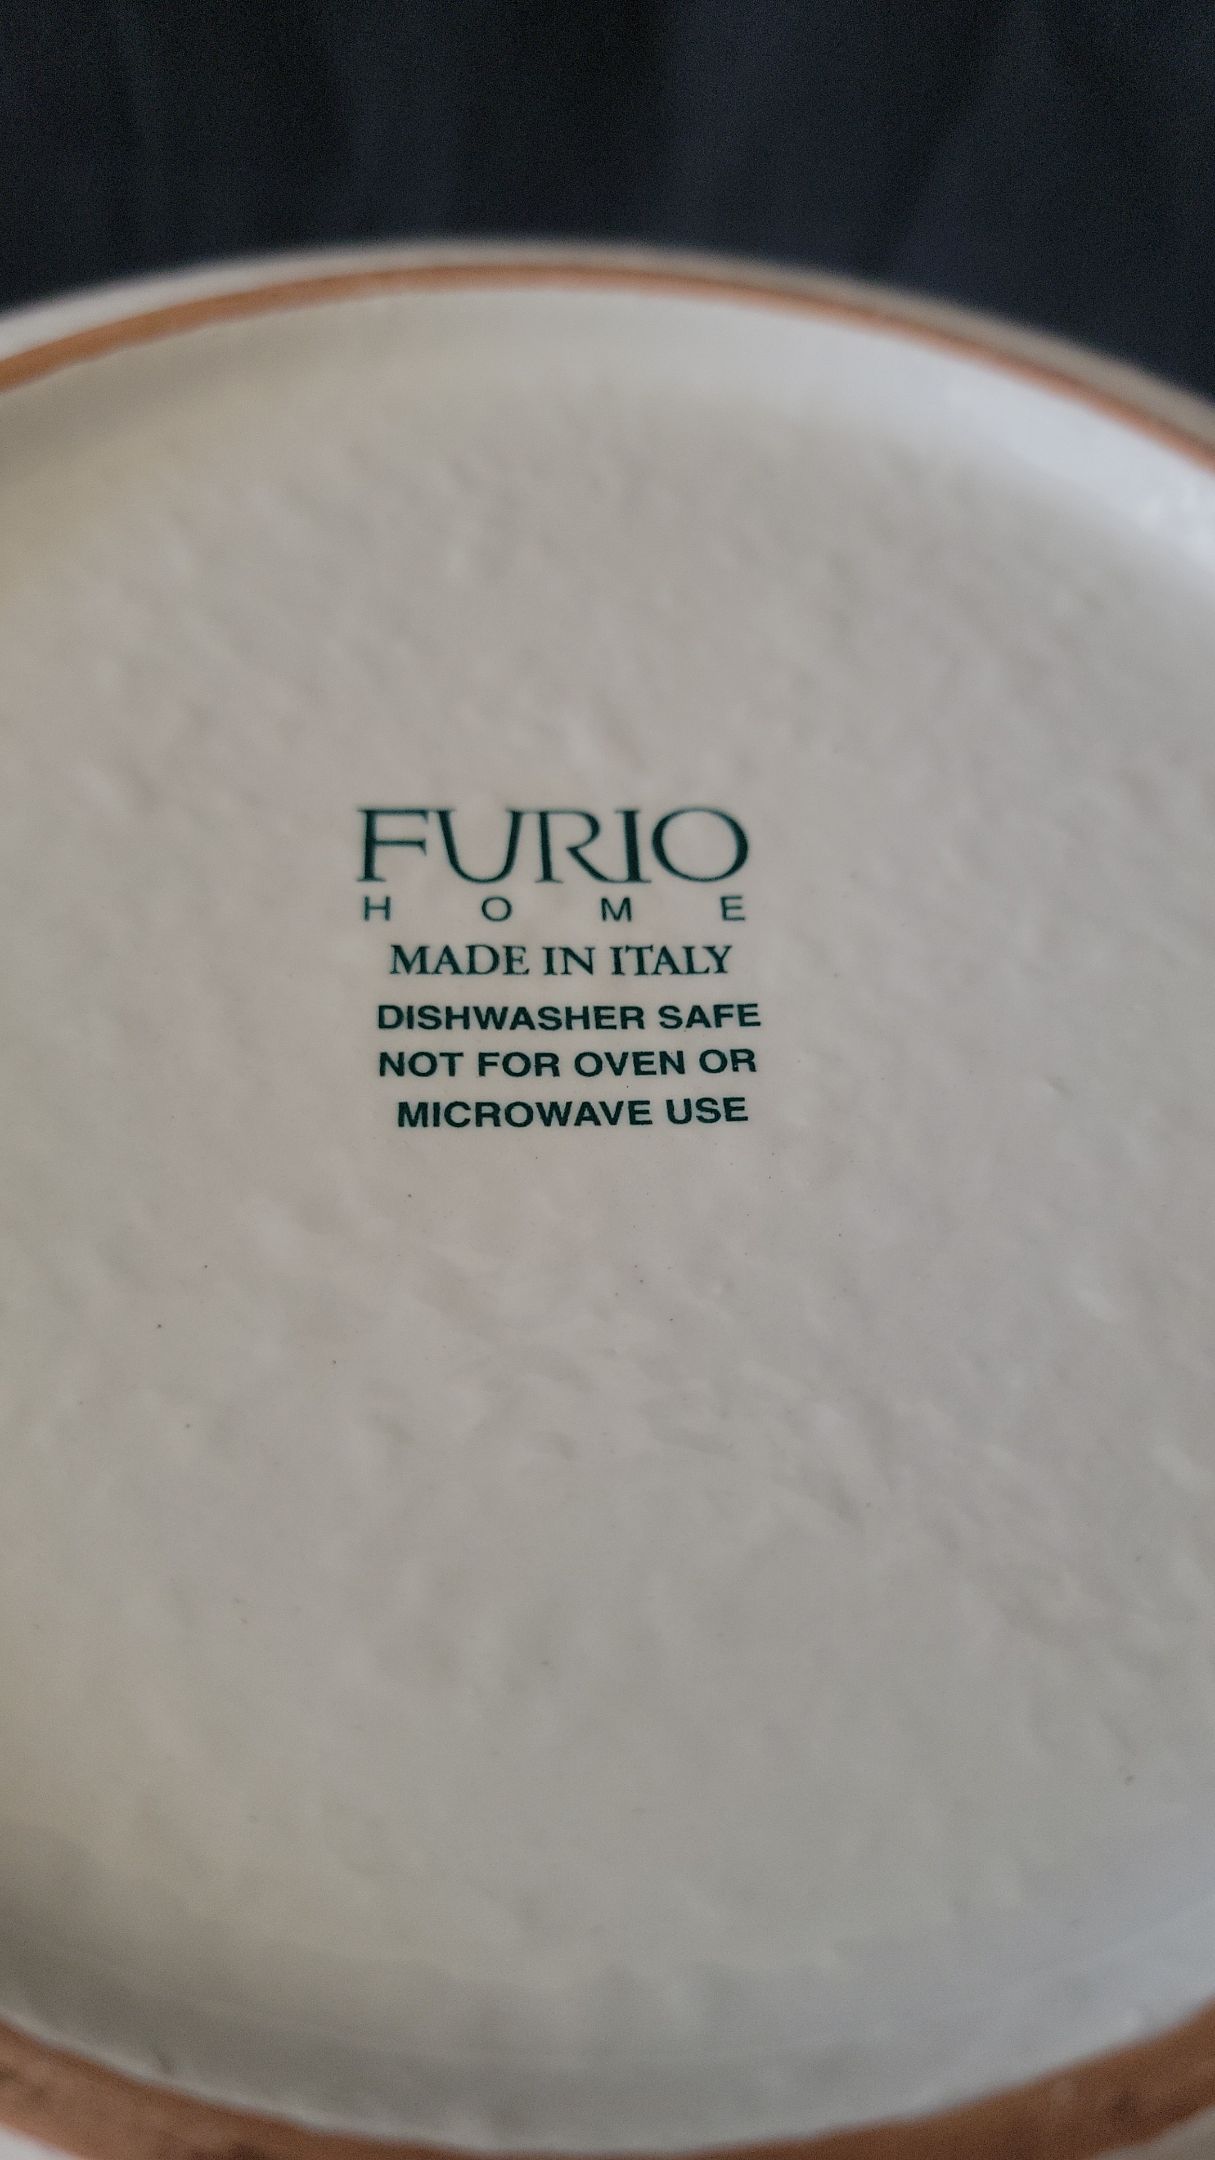 FURIO
HOME
MADE IN ITALY
DISHWASHER SAFE
NOT FOR OVEN OR
MICROWAVE USE